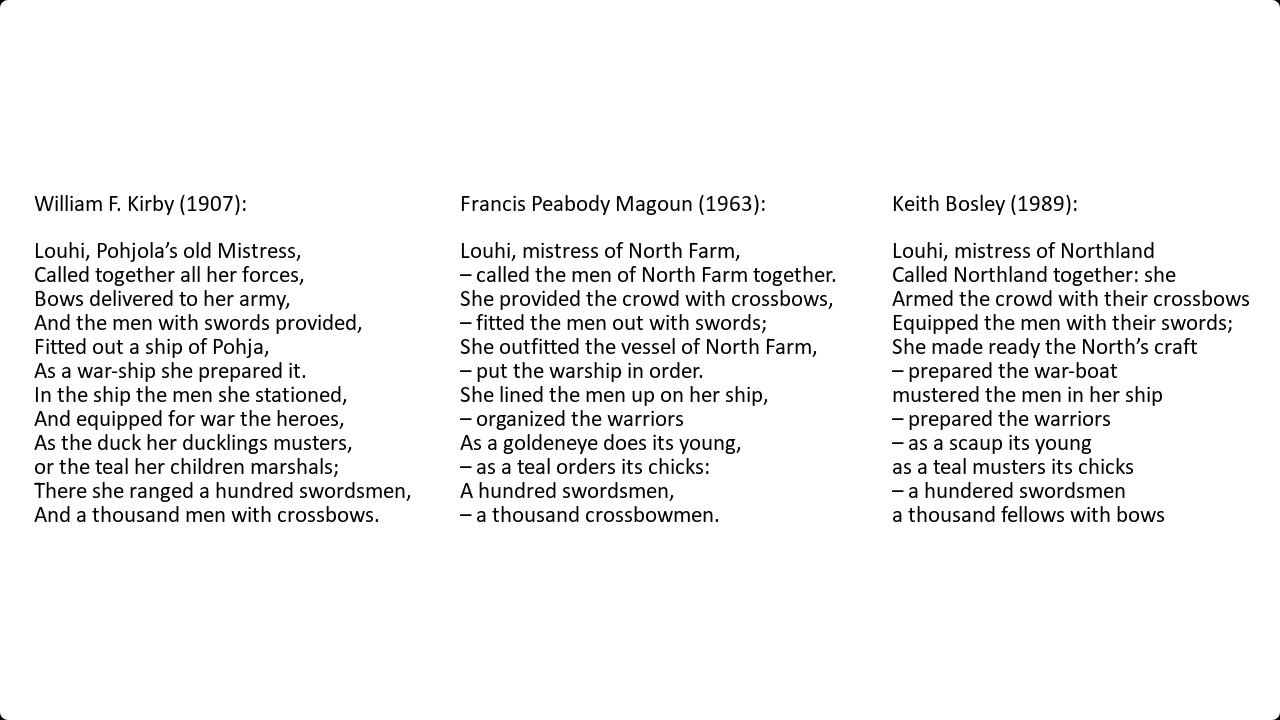 William F. Kirby (1907):
Louhi, Pohjola’s old Mistress,
Called together all her forces,
Bows delivered to her army,
And the men with swords provided,
Fitted out a ship of Pohja,
As a war-ship she prepared it.
In the ship the men she stationed,
And equipped for war the heroes,
As the duck her ducklings musters,
or the teal her children marshals;
There she ranged a hundred swordsmen,
And a thousand men with crossbows.
Francis Peabody Magoun (1963):
Louhi, mistress of North Farm,
– called the men of North Farm together.
She provided the crowd with crossbows,
– fitted the men out with swords;
She outfitted the vessel of North Farm,
– put the warship in order.
She lined the men up on her ship,
– organized the warriors
As a goldeneye does its young,
– as a teal orders its chicks:
A hundred swordsmen,
– a thousand crossbowmen.
Keith Bosley (1989):
Louhi, mistress of Northland
Called Northland together: she
Armed the crowd with their crossbows
Equipped the men with their swords;
She made ready the North’s craft
– prepared the war-boat
mustered the men in her ship
– prepared the warriors
– as a scaup its young
as a teal musters its chicks
– a hundered swordsmen
a thousand fellows with bows